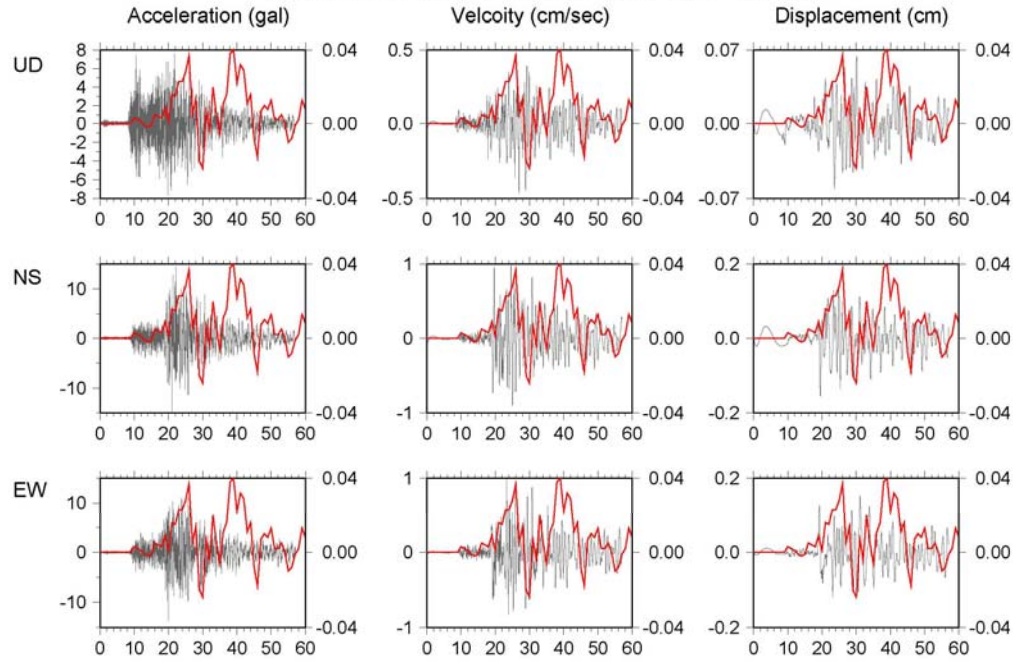 Acceleration (gal) Velcoity (cm/sec) Displacement (cm)
UD
8 0.04 0.5 0.04 0.07 0.04
6
4
2
0 0.00 0.0 0.00 0.00 0.00
-2
-4
-6
-8 -0.04 -0.5 -0.04 -0.07 -0.04
0 10 20 30 40 50 60 0 10 20 30 40 50 60 0 10 20 30 40 50 60
NS
0.04 1 0.04 0.2 0.04
10
0 0.00 0 0.00 0.0 0.00
-10
-0.04 -1 -0.04 -0.2 -0.04
0 10 20 30 40 50 60 0 10 20 30 40 50 60 0 10 20 30 40 50 60
EW
0.04 1 0.04 0.2 0.04
10
0 0.00 0 0.00 0.0 0.00
-10
-0.04 -1 -0.04 -0.2 -0.04
0 10 20 30 40 50 60 0 10 20 30 40 50 60 0 10 20 30 40 50 60